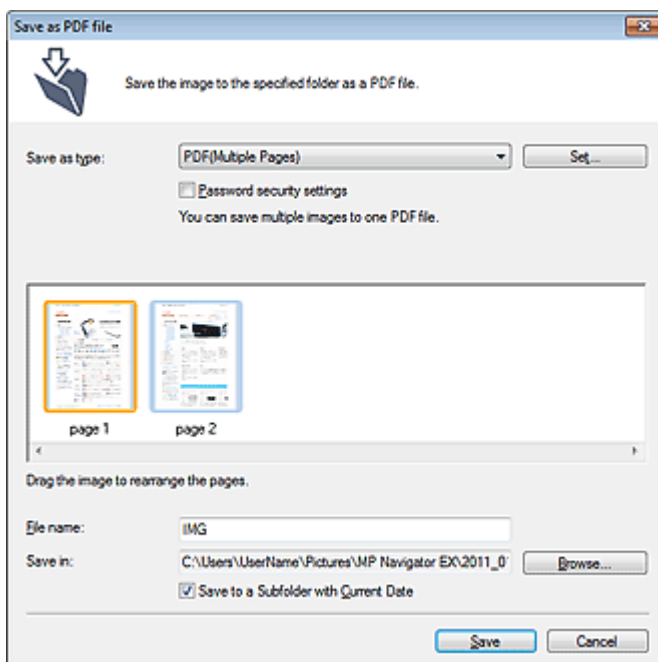 Save as PDF file
Save the image to the specified folder as a PDF file.
Save as type: PDF(Multiple Pages) Set...
Password security settings
You can save multiple images to one PDF file.
page 1 page 2
Drag the image to rearrange the pages.
File name: IMG
Save in: C:\Users\UserName\Pictures\MP Navigator EX\2011_0 Browse...
Save to a Subfolder with Current Date
Save Cancel